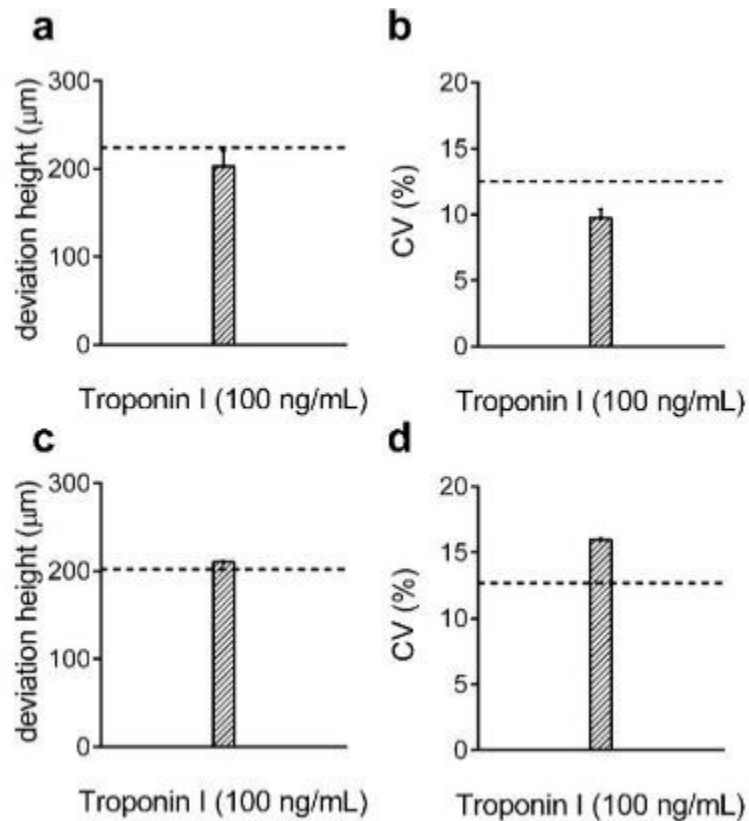 a
b
deviation height (μm)
300
200
100
0
Troponin I (100 ng/mL)
CV (%)
20
15
10
5
0
Troponin I (100 ng/mL)
c
d
deviation height (μm)
300
200
100
0
Troponin I (100 ng/mL)
CV (%)
20
15
10
5
0
Troponin I (100 ng/mL)